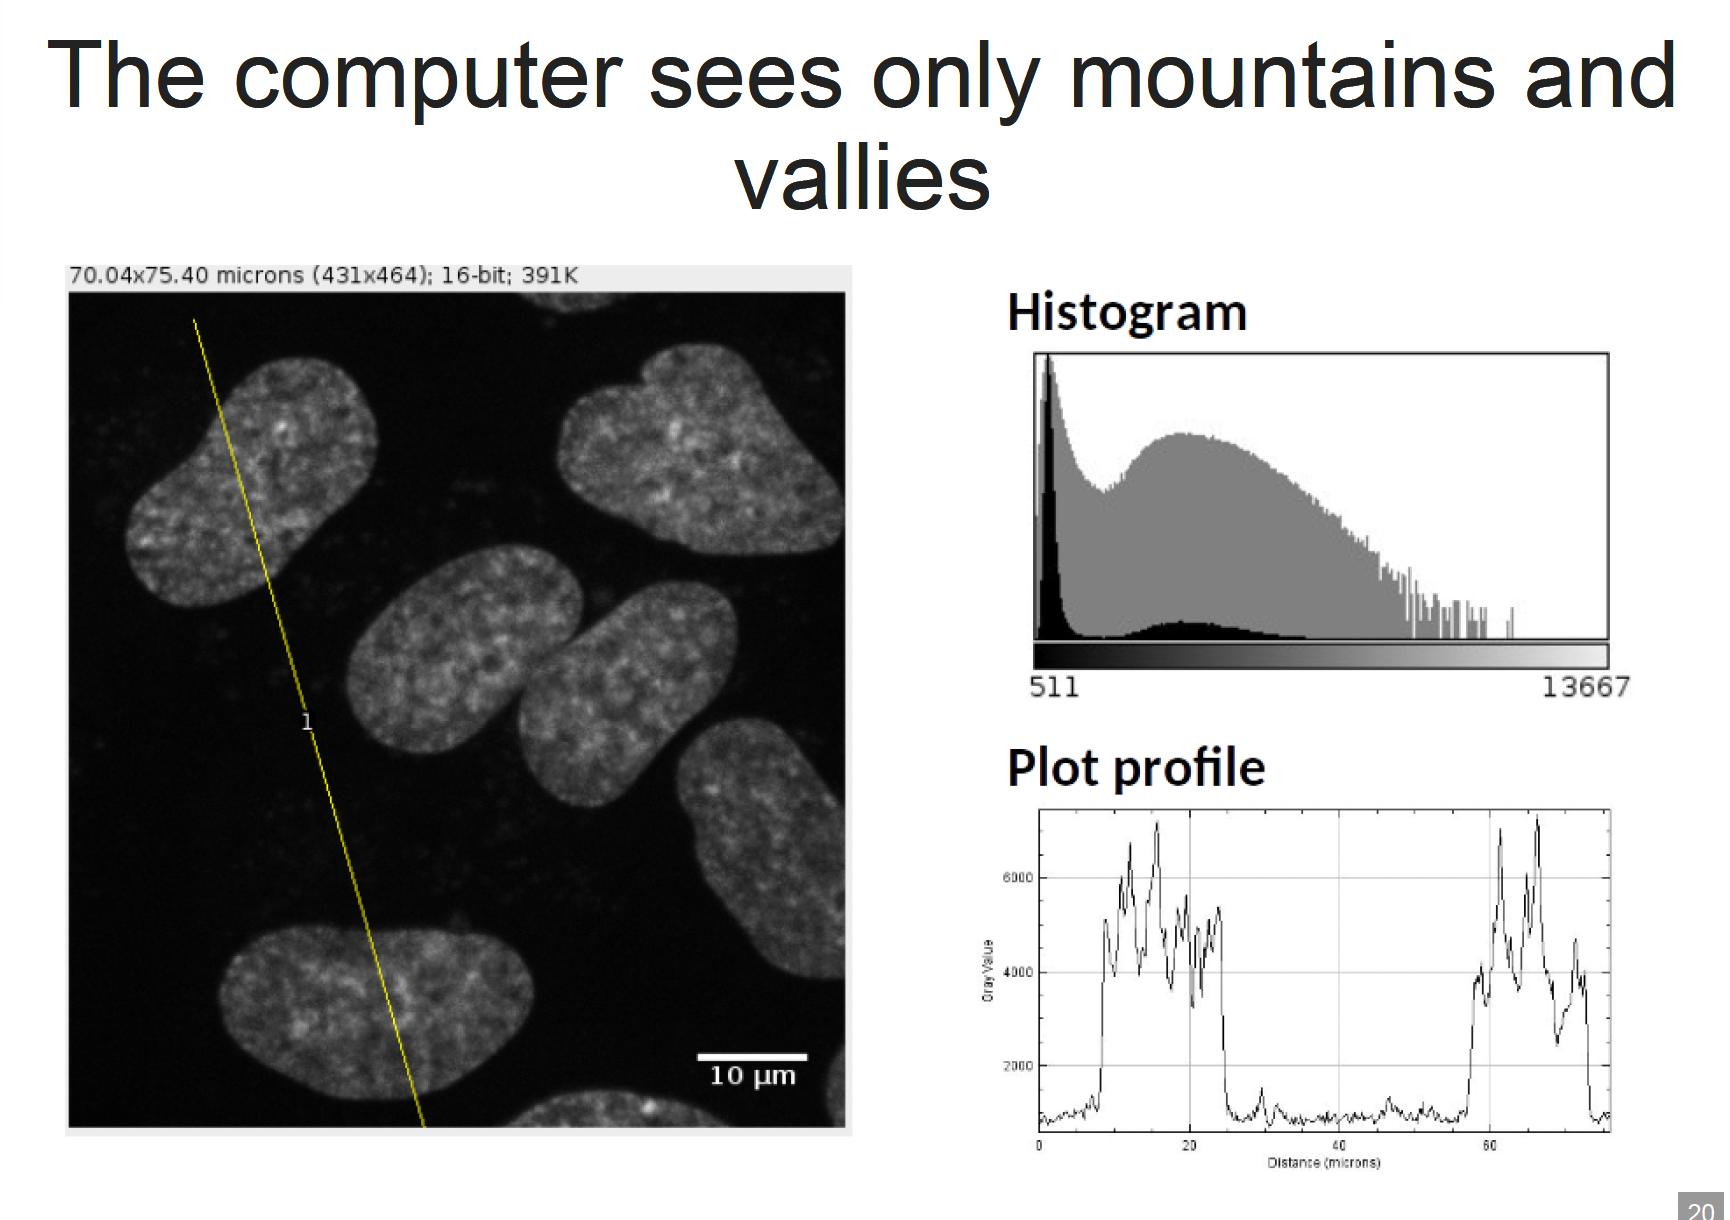 The computer sees only mountains and
vallies
70.04x75.40 microns (431x464); 16-bit; 391K
1
10 µm
Histogram
511 13667
Plot profile
6000
4000
2000
Gray Value
0 20 40 60
Distance (microns)
20